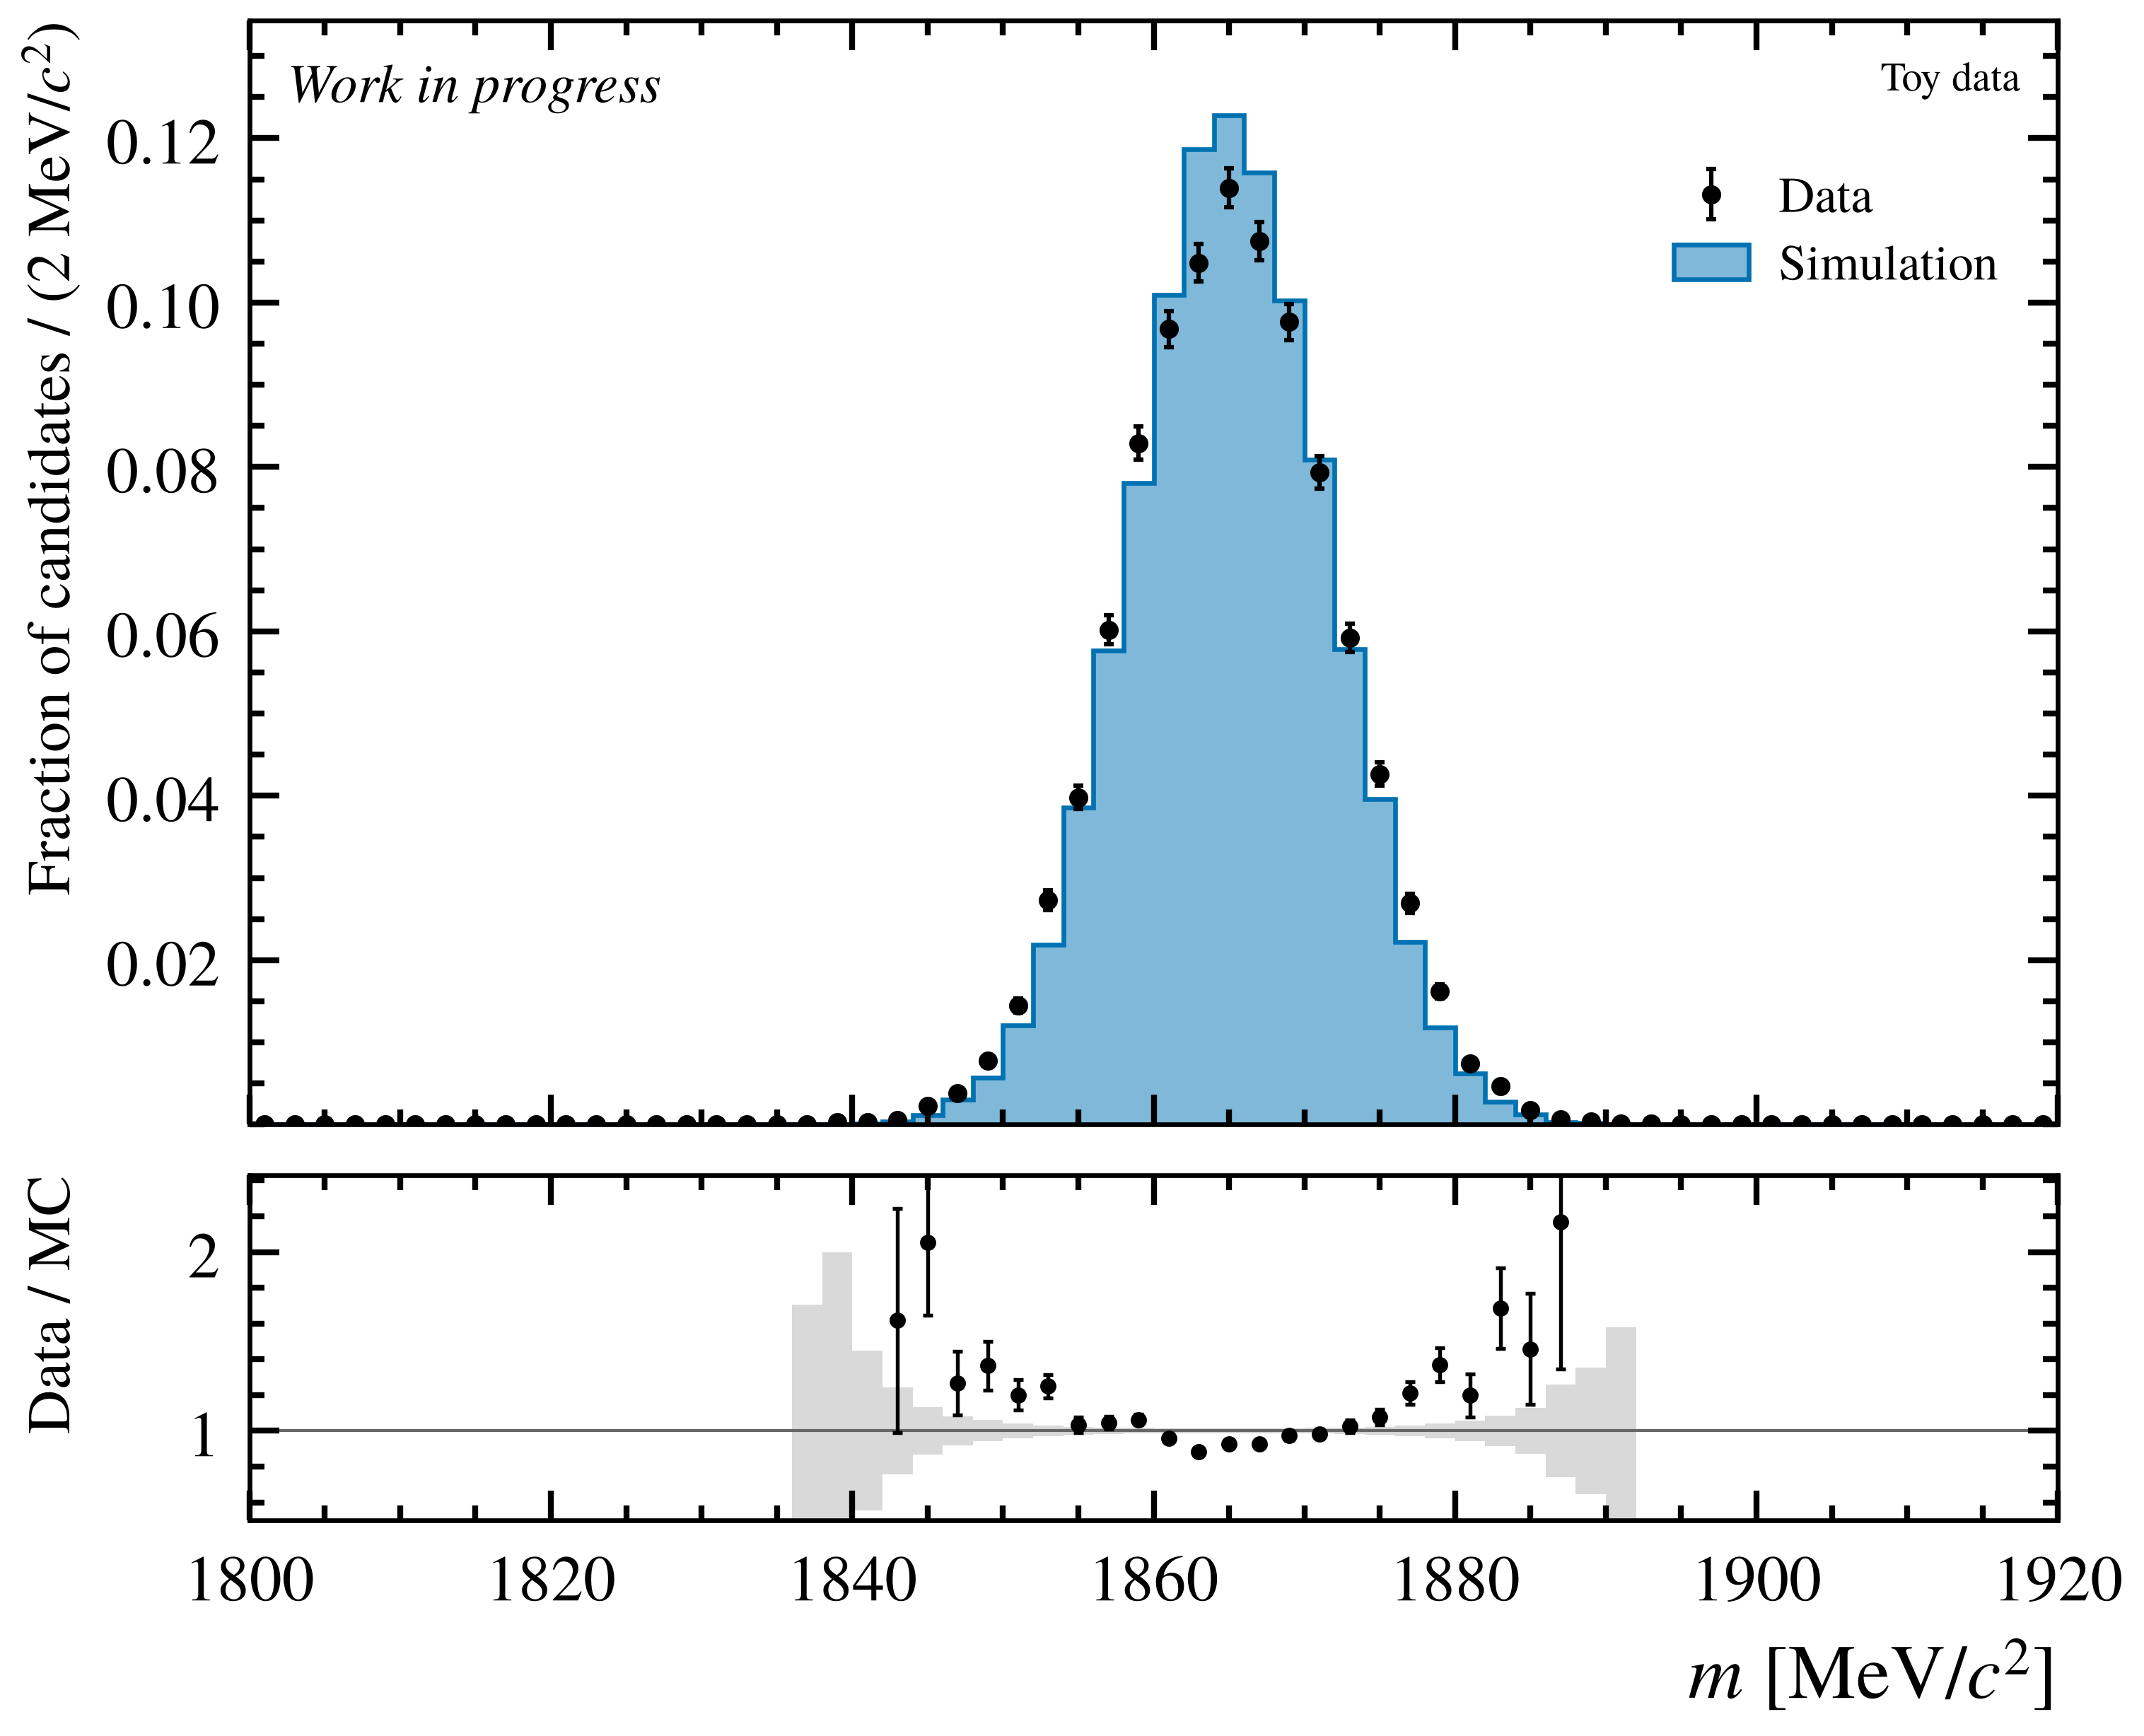 Work in progress
Toy data
Data
Simulation
Fraction of candidates / (2 MeV/c²)
0.12
0.10
0.08
0.06
0.04
0.02
Data / MC
2
1
1800 1820 1840 1860 1880 1900 1920
m [MeV/c²]